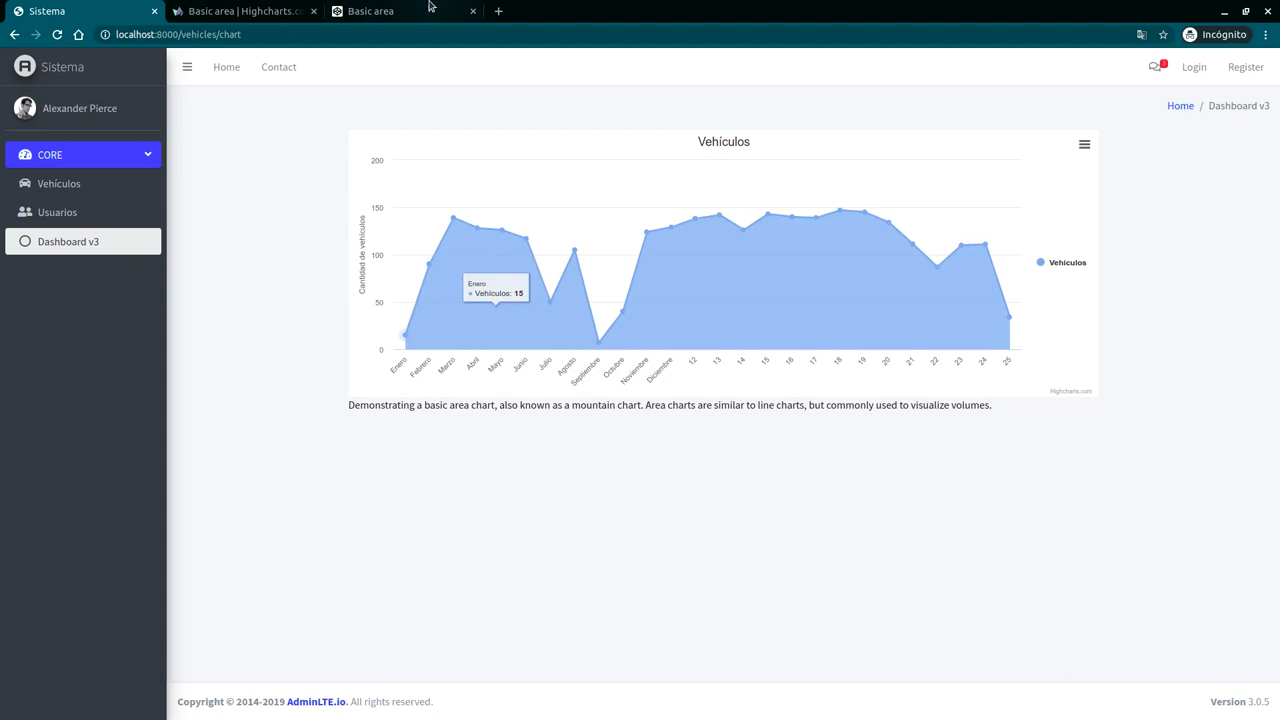 Sistema
Basic area | Highcharts.co
Basic area
localhost:8000/vehicles/chart
Incógnito
Sistema
Home
Contact
3
Login
Register
Alexander Pierce
Home / Dashboard v3
CORE
Vehículos
Usuarios
Dashboard v3
Vehículos
Cantidad de vehículos
200
150
100
50
0
Enero
Vehículos: 15
Vehículos
Enero
Febrero
Marzo
Abril
Mayo
Junio
Julio
Agosto
Septiembre
Octubre
Noviembre
Diciembre
12
13
14
15
16
17
18
19
20
21
22
23
24
25
Highcharts.com
Demonstrating a basic area chart, also known as a mountain chart. Area charts are similar to line charts, but commonly used to visualize volumes.
Copyright © 2014-2019 AdminLTE.io. All rights reserved.
Version 3.0.5